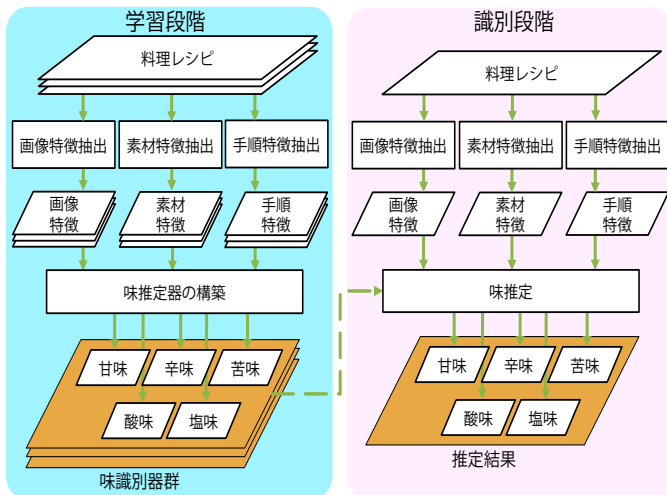 学習段階
料理レシピ
画像特徴抽出
素材特徴抽出
手順特徴抽出
画像
特徴
素材
特徴
手順
特徴
味推定器の構築
甘味
辛味
苦味
酸味
塩味
味識別器群
識別段階
料理レシピ
画像特徴抽出
素材特徴抽出
手順特徴抽出
画像
特徴
素材
特徴
手順
特徴
味推定
甘味
辛味
苦味
酸味
塩味
推定結果